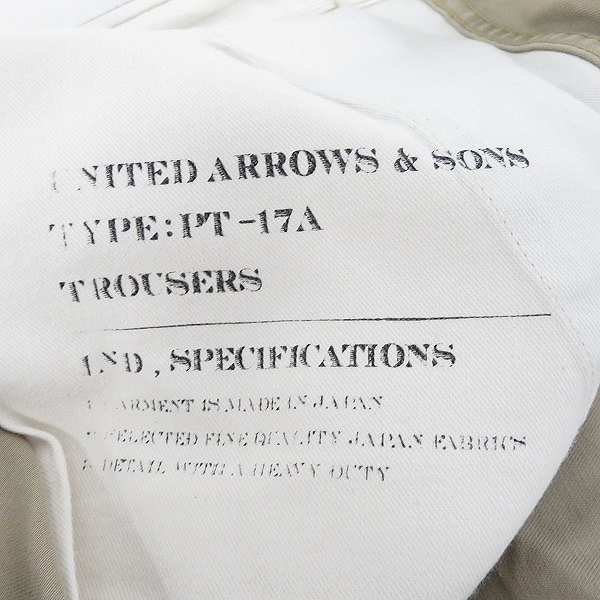 UNITED ARROWS & SONS
TYPE:PT-17A
TROUSERS
IND, SPECIFICATIONS
GARMENT IS MADE IN JAPAN
SELECTED FINE QUALITY JAPAN FABRICS
DETAIL WITH A HEAVY DUTY